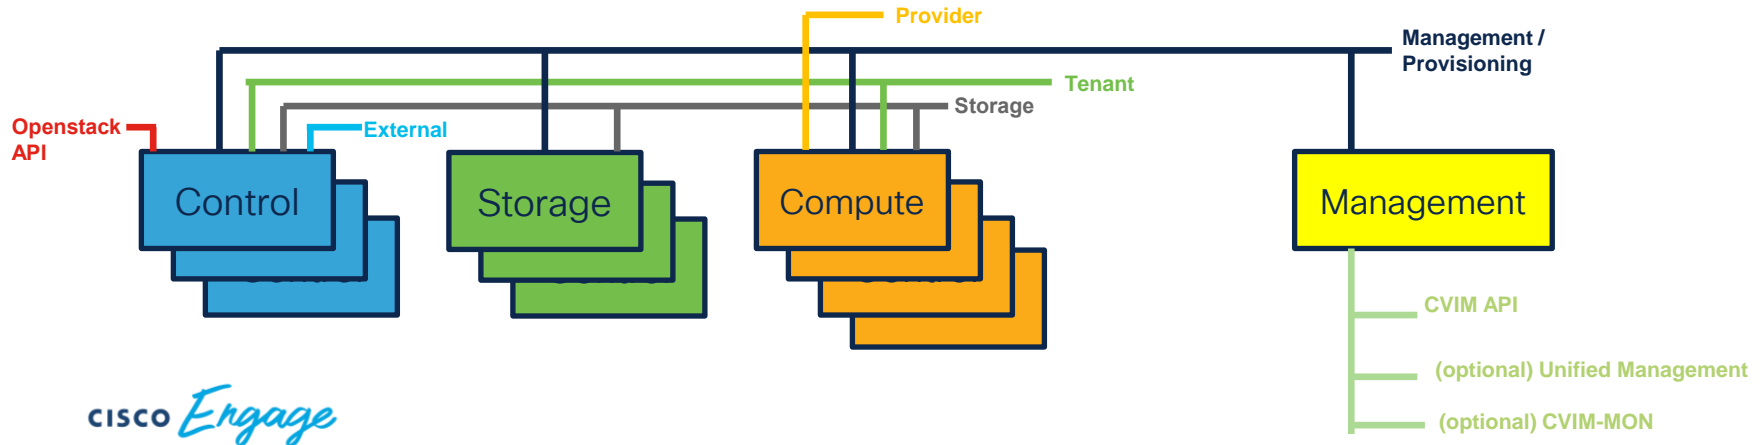 Provider
Management /
Provisioning
Tenant
Storage
Openstack
API
External
Control
Storage
Compute
Management
CVIM API
(optional) Unified Management
(optional) CVIM-MON
CISCO Engage